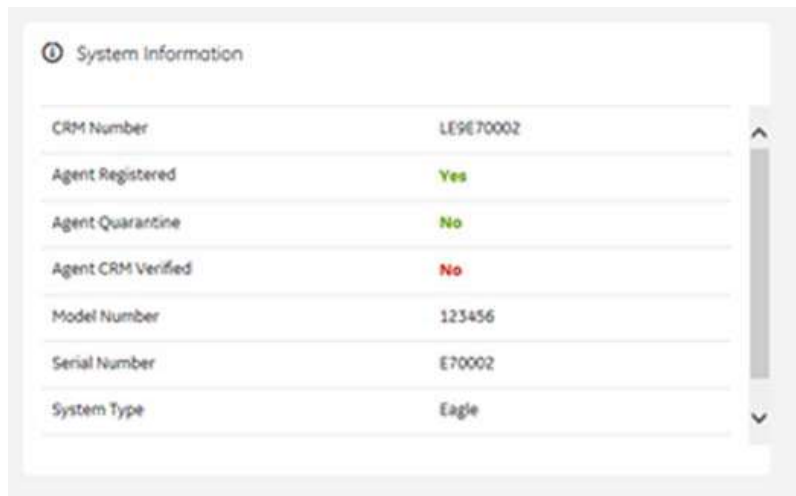 System Information
CRM Number LE9E70002
Agent Registered Yes
Agent Quarantine No
Agent CRM Verified No
Model Number 123456
Serial Number E70002
System Type Eagle